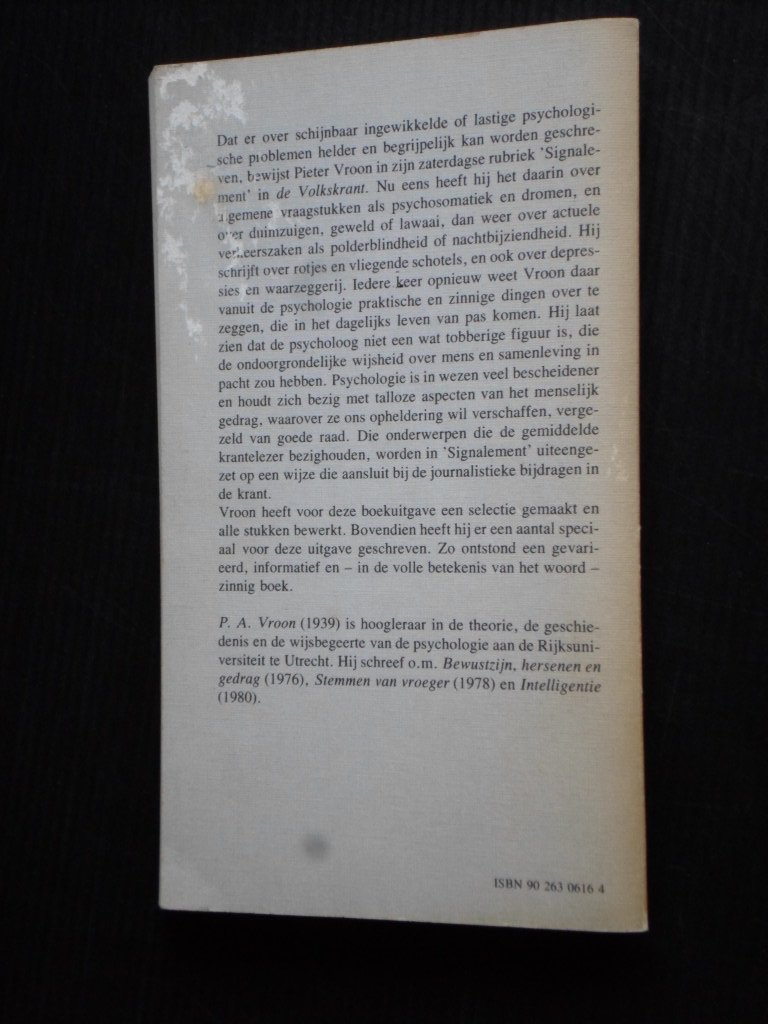 Dat er over schijnbaar ingewikkelde of lastige psychologi-
sche problemen helder en begrijpelijk kan worden geschre-
ven, bewijst Pieter Vroon in zijn zaterdagse rubriek 'Signale-
ment' in de Volkskrant. Nu eens heeft hij het daarin over
algemene vraagstukken als psychosomatiek en dromen, en
over duimzuigen, geweld of lawaai, dan weer over actuele
verkeerszaken als polderblindheid of nachtbijziendheid. Hij
schrijft over rotjes en vliegende schotels, en ook over depres-
sies en waarzeggerij. Iedere keer opnieuw weet Vroon daar
vanuit de psychologie praktische en zinnige dingen over te
zeggen, die in het dagelijks leven van pas komen. Hij laat
zien dat de psycholoog niet een wat tobberige figuur is, die
de ondoorgrondelijke wijsheid over mens en samenleving in
pacht zou hebben. Psychologie is in wezen veel bescheidener
en houdt zich bezig met talloze aspecten van het menselijk
gedrag, waarover ze ons opheldering wil verschaffen, verge-
zeld van goede raad. Die onderwerpen die de gemiddelde
krantelezer bezighouden, worden in 'Signalement' uiteenge-
zet op een wijze die aansluit bij de journalistieke bijdragen in
de krant.
Vroon heeft voor deze boekuitgave een selectie gemaakt en
alle stukken bewerkt. Bovendien heeft hij er een aantal speci-
aal voor deze uitgave geschreven. Zo ontstond een gevari-
eerd, informatief en – in de volle betekenis van het woord –
zinnig boek.
P. A. Vroon (1939) is hoogleraar in de theorie, de geschie-
denis en de wijsbegeerte van de psychologie aan de Rijksuni-
versiteit te Utrecht. Hij schreef o.m. Bewustzijn, hersenen en
gedrag (1976), Stemmen van vroeger (1978) en Intelligentie
(1980).
ISBN 90 263 0616 4